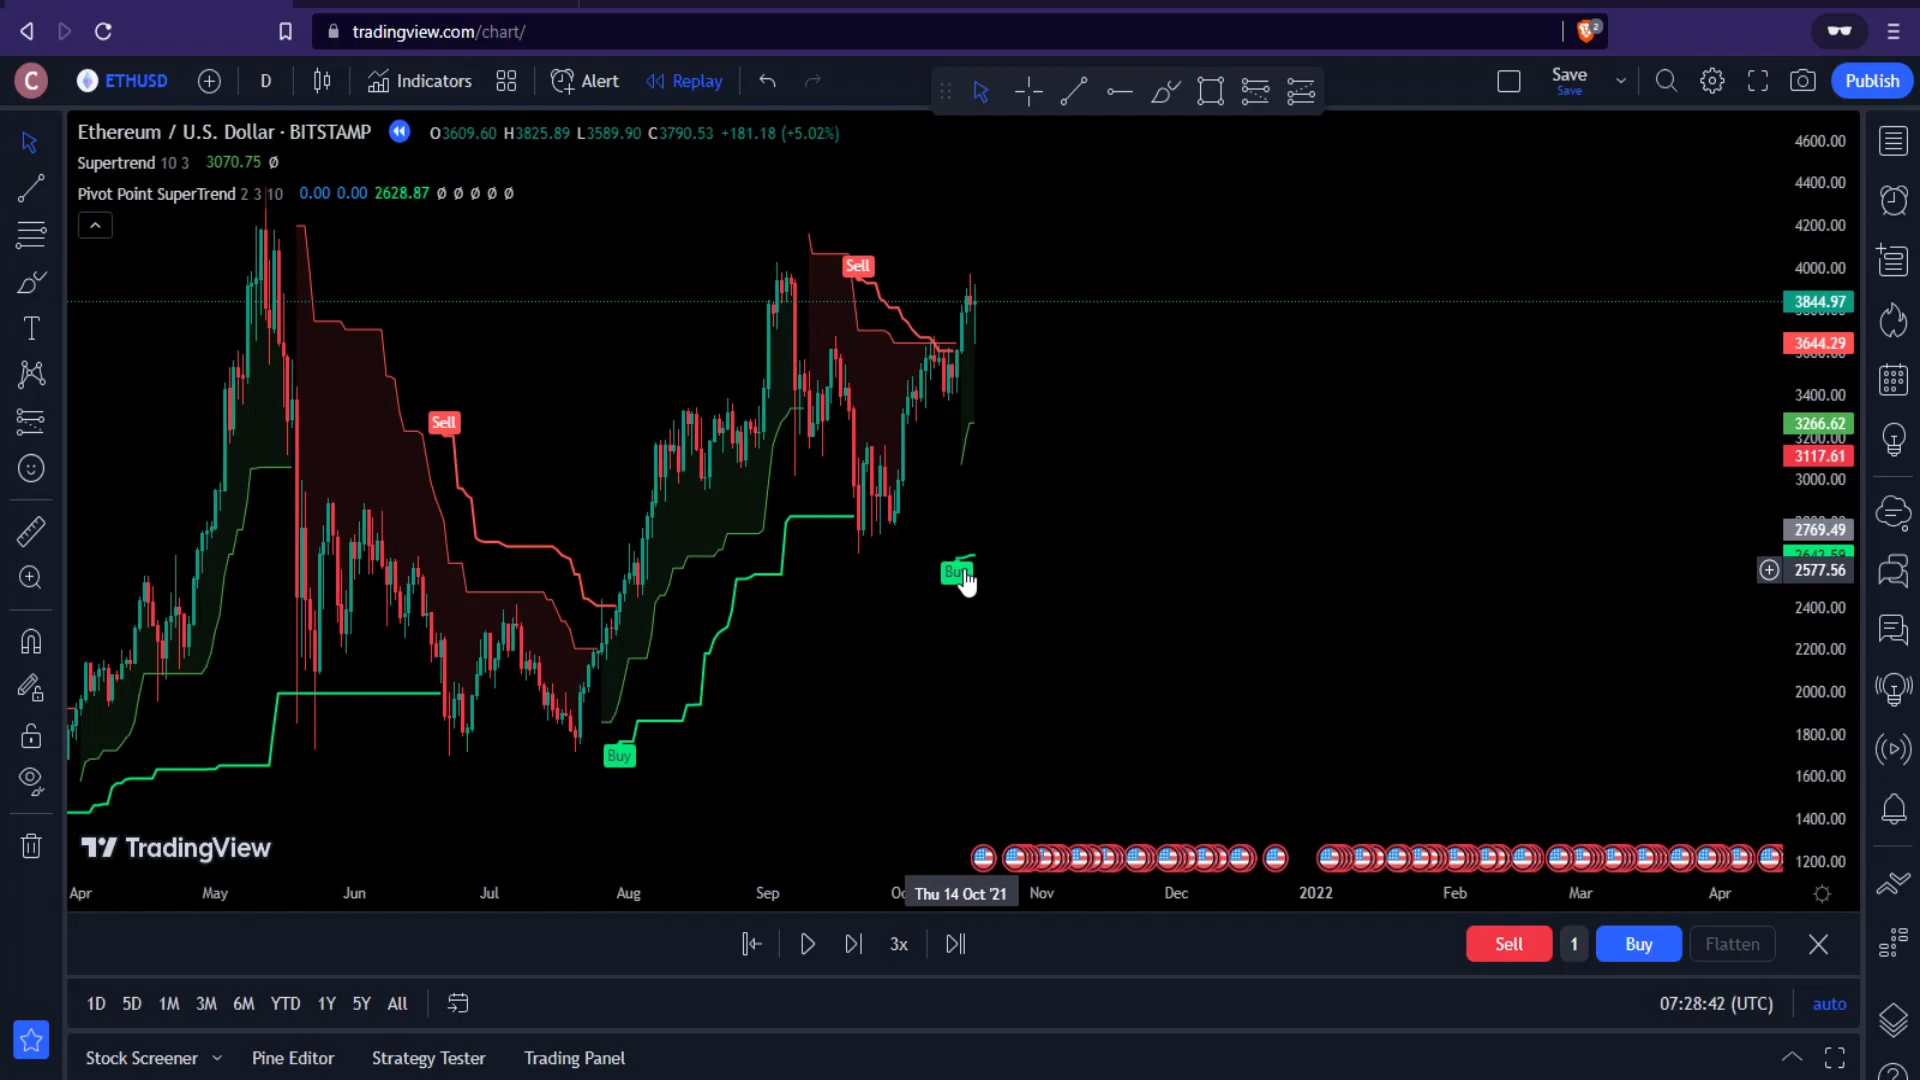 tradingview.com/chart/
2
C
ETHUSD
D
Indicators
Alert
Replay
Save
Save
Publish
Ethereum / U.S. Dollar · BITSTAMP
O3609.60 H3825.89 L3589.90 C3790.53 +181.18 (+5.02%)
Supertrend 10 3 3070.75 Ø
Pivot Point SuperTrend 2 3 10 0.00 0.00 2628.87 Ø Ø Ø Ø Ø
4600.00
4400.00
4200.00
4000.00
3844.97
3644.29
3400.00
3266.62
3200.00
3117.61
3000.00
2769.49
2577.56
2400.00
2200.00
2000.00
1800.00
1600.00
1400.00
1200.00
Sell
Sell
Buy
Buy
TradingView
Apr
May
Jun
Jul
Aug
Sep
Thu 14 Oct '21
Nov
Dec
2022
Feb
Mar
Apr
3x
Sell
1
Buy
Flatten
1D 5D 1M 3M 6M YTD 1Y 5Y All
07:28:42 (UTC)
auto
Stock Screener
Pine Editor
Strategy Tester
Trading Panel